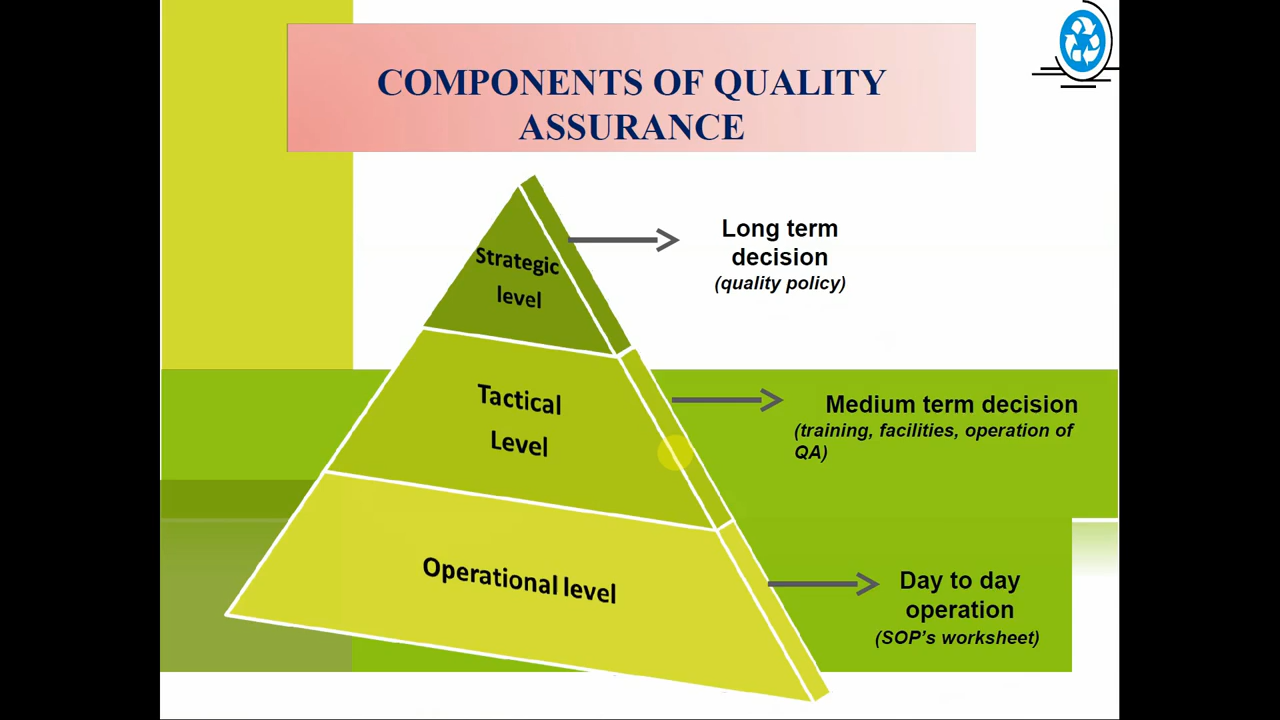 COMPONENTS OF QUALITY
ASSURANCE
Strategic
level
Long term
decision
(quality policy)
Tactical
Level
Medium term decision
(training, facilities, operation of
QA)
Operational level
Day to day
operation
(SOP's worksheet)